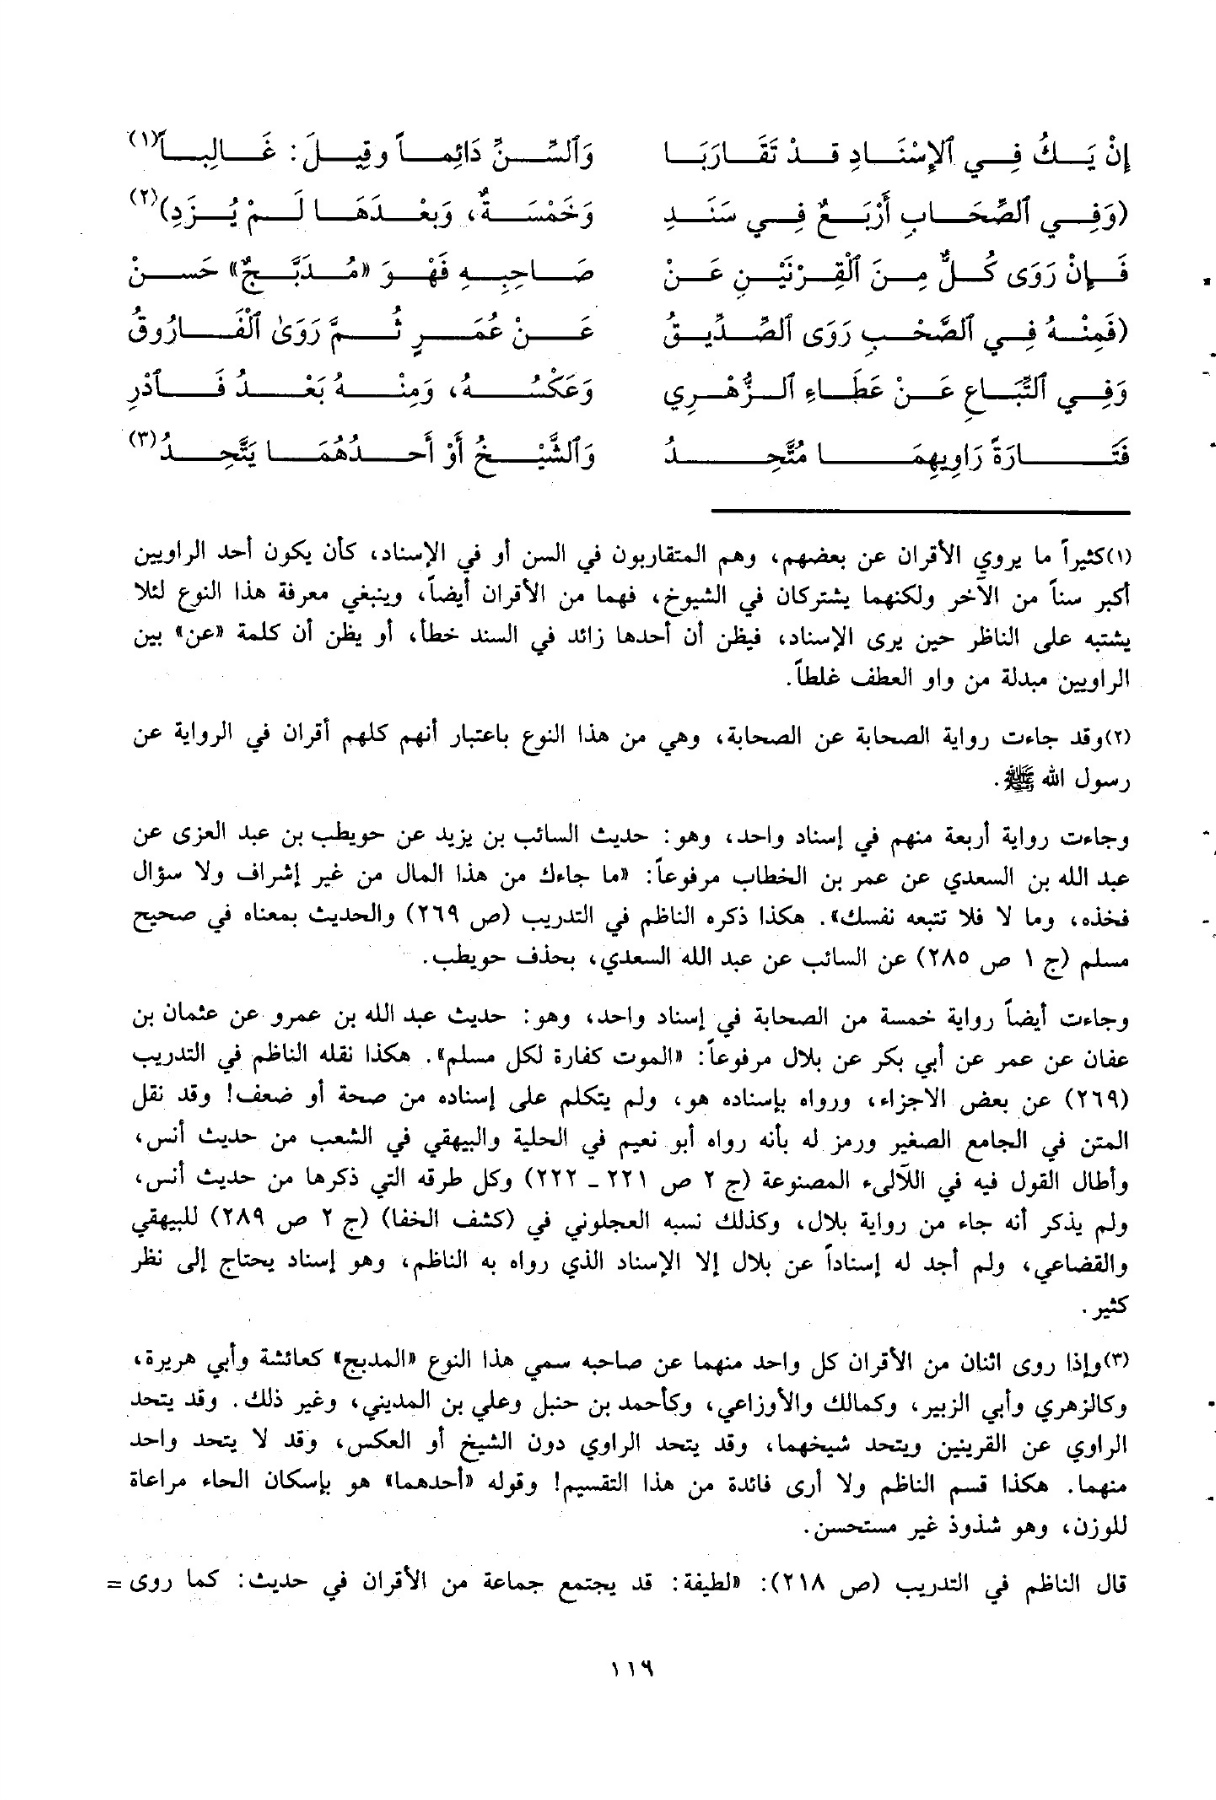 إِنْ يَكُ فِي ٱلإِسْنَادِ قدْ تَقَارَبَا وَٱلسِّنِّ دَائِماً وقِيلَ: غَالِباً(١)
(وَفِي ٱلصِّحَابِ أَرْبَعٌ فِي سَنَدِ وَخَمْسَةٌ، وَبعْدَهَا لَمْ يُزَدِ)(٢)
فَإِنْ رَوَى كُلٌّ مِنَ ٱلْقِرْنَيْنِ عَنْ صَاحِبِهِ فَهْوَ «مُدَبَّجٌ» حَسنْ
(فَمِنْهُ فِي ٱلصَّحْبِ رَوَى ٱلصِّدِّيقُ عَنْ عُمَرٍ ثُمَّ رَوَىٰ ٱلْفَارُوقُ
وَفِي ٱلتِّبَاعِ عَنْ عَطَاءِ ٱلزُّهْرِي وَعَكْسُهُ، وَمِنْهُ بَعْدُ فَٱدْرِ
فَتَارَةً رَاوِيهِمَا مُتَّحِدُ وَٱلشَّيْخُ أَوْ أَحدُهُمَا يَتَّحِدُ(٣)
(١)كثيراً ما يروي الأقران عن بعضهم، وهم المتقاربون في السن أو في الإسناد، كأن يكون أحد الراويين
أكبر سناً من الآخر ولكنهما يشتركان في الشيوخ، فهما من الأقران أيضاً، وينبغي معرفة هذا النوع لئلا
يشتبه على الناظر حين يرى الإسناد، فيظن أن أحدها زائد في السند خطأ، أو يظن أن كلمة «عن» بين
الراويين مبدلة من واو العطف غلطاً.
(٢)وقد جاءت رواية الصحابة عن الصحابة، وهي من هذا النوع باعتبار أنهم كلهم أقران في الرواية عن
رسول الله ﷺ.
وجاءت رواية أربعة منهم في إسناد واحد، وهو: حديث السائب بن يزيد عن حويطب بن عبد العزى عن
عبد الله بن السعدي عن عمر بن الخطاب مرفوعاً: «ما جاءك من هذا المال من غير إشراف ولا سؤال
فخذه، وما لا فلا تتبعه نفسك». هكذا ذكره الناظم في التدريب (ص ٢٦٩) والحديث بمعناه في صحيح
مسلم (ج ١ ص ٢٨٥) عن السائب عن عبد الله السعدي، بحذف حويطب.
وجاءت أيضاً رواية خمسة من الصحابة في إسناد واحد، وهو: حديث عبد الله بن عمرو عن عثمان بن
عفان عن عمر عن أبي بكر عن بلال مرفوعاً: «الموت كفارة لكل مسلم». هكذا نقله الناظم في التدريب
(٢٦٩) عن بعض الاجزاء، ورواه بإسناده هو، ولم يتكلم على إسناده من صحة أو ضعف! وقد نقل
المتن في الجامع الصغير ورمز له بأنه رواه أبو نعيم في الحلية والبيهقي في الشعب من حديث أنس،
وأطال القول فيه في اللآلىء المصنوعة (ج ٢ ص ٢٢١ ـ ٢٢٢) وكل طرقه التي ذكرها من حديث أنس،
ولم يذكر أنه جاء من رواية بلال، وكذلك نسبه العجلوني في (كشف الخفا) (ج ٢ ص ٢٨٩) للبيهقي
والقضاعي، ولم أجد له إسناداً عن بلال إلا الإسناد الذي رواه به الناظم، وهو إسناد يحتاج إلى نظر
كثير.
(٣)وإذا روى اثنان من الأقران كل واحد منهما عن صاحبه سمي هذا النوع «المدبج» كعائشة وأبي هريرة،
وكالزهري وأبي الزبير، وكمالك والأوزاعي، وكأحمد بن حنبل وعلي بن المديني، وغير ذلك. وقد يتحد
الراوي عن القرينين ويتحد شيخهما، وقد يتحد الراوي دون الشيخ أو العكس، وقد لا يتحد واحد
منهما. هكذا قسم الناظم ولا أرى فائدة من هذا التقسيم! وقوله «أحدهما» هو بإسكان الحاء مراعاة
للوزن، وهو شذوذ غير مستحسن.
قال الناظم في التدريب (ص ٢١٨): «لطيفة: قد يجتمع جماعة من الأقران في حديث: كما روى =
١١٩